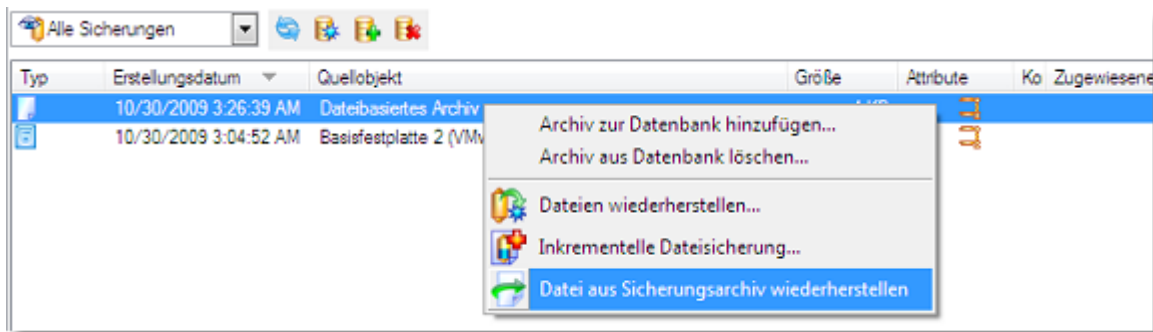 Alle Sicherungen
Typ Erstellungsdatum Quellobjekt Größe Attribute Ko Zugewiesene
10/30/2009 3:26:39 AM Dateibasiertes Archiv
10/30/2009 3:04:52 AM Basisfestplatte 2
Archiv zur Datenbank hinzufügen...
Archiv aus Datenbank löschen...
Dateien wiederherstellen...
Inkrementelle Dateisicherung...
Datei aus Sicherungsarchiv wiederherstellen